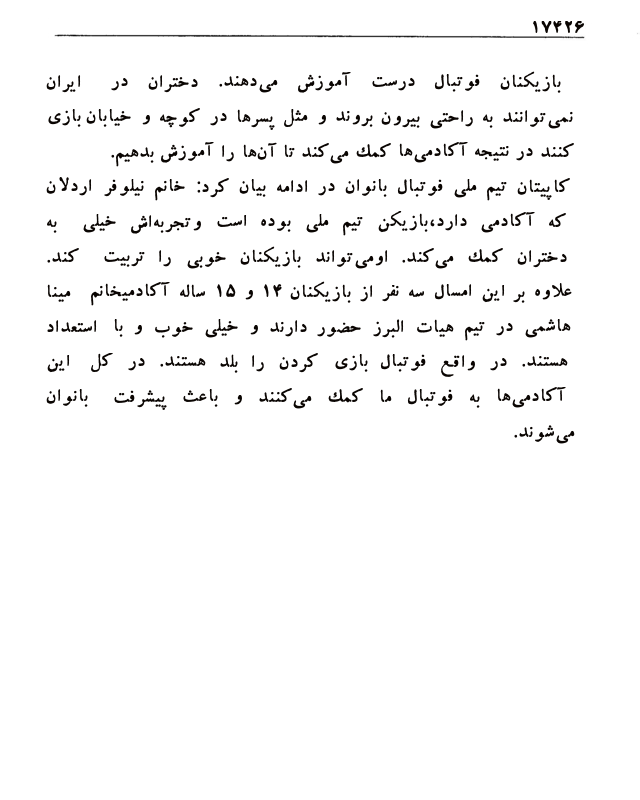 ۱۷۴۲۶
بازیکنان فوتبال درست آموزش می‌دهند. دختران در ایران
نمی‌توانند به راحتی بیرون بروند و مثل پسرها در کوچه و خیابان بازی
کنند در نتیجه آکادمی‌ها کمك می‌کند تا آن‌ها را آموزش بدهیم.
کاپیتان تیم ملی فوتبال بانوان در ادامه بیان کرد: خانم نیلوفر اردلان
که آکادمی دارد،بازیکن تیم ملی بوده است وتجربه‌اش خیلی به
دختران کمك می‌کند. اومی‌تواند بازیکنان خوبی را تربیت کند.
علاوه بر این امسال سه نفر از بازیکنان ۱۴ و ۱۵ ساله آکادمیخانم مینا
هاشمی در تیم هیات البرز حضور دارند و خیلی خوب و با استعداد
هستند. در واقع فوتبال بازی کردن را بلد هستند. در کل این
آکادمی‌ها به فوتبال ما کمك می‌کنند و باعث پیشرفت بانوان
می‌شوند.